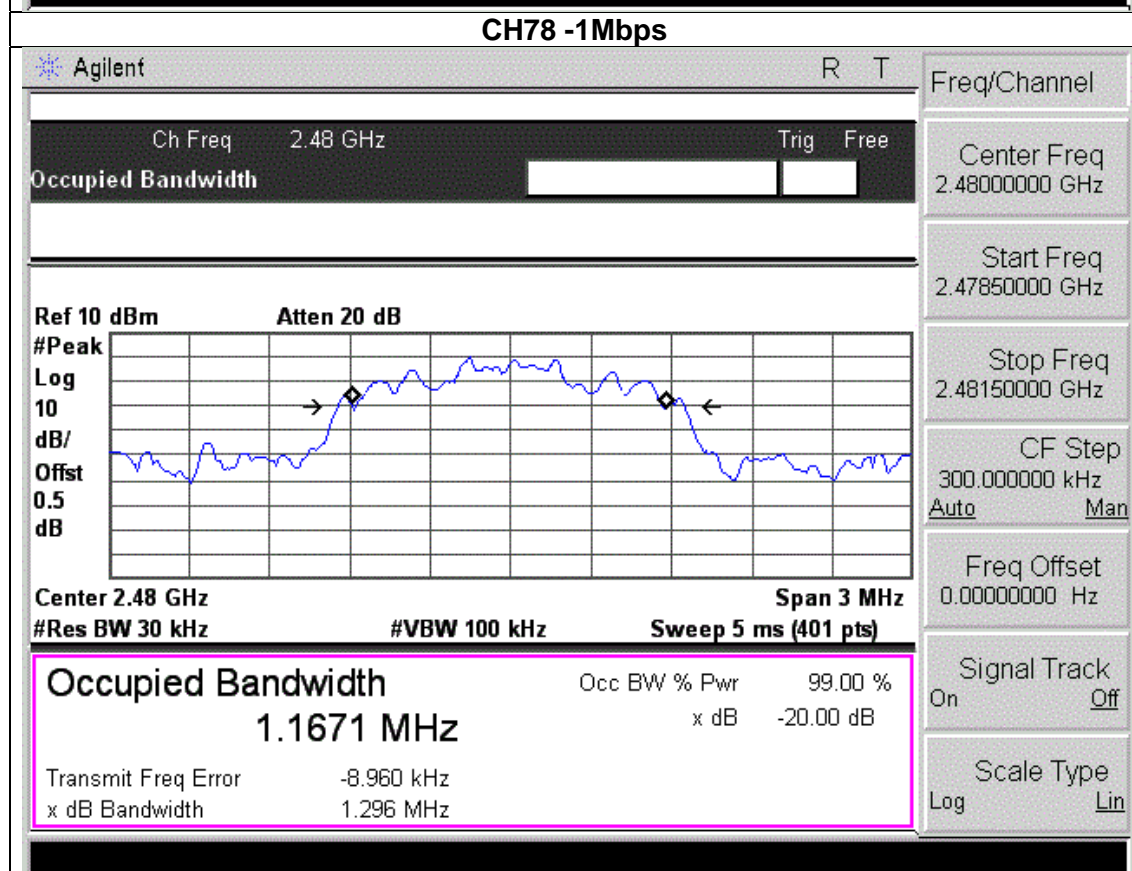 CH78 -1Mbps
Agilent R T
Freq/Channel
Ch Freq 2.48 GHz Trig Free
Occupied Bandwidth
Center Freq
2.48000000 GHz
Start Freq
2.47850000 GHz
Stop Freq
2.48150000 GHz
CF Step
300.000000 kHz
Auto Man
Freq Offset
0.00000000 Hz
Signal Track
On Off
Scale Type
Log Lin
Ref 10 dBm Atten 20 dB
#Peak
Log
10
dB/
Offst
0.5
dB
Center 2.48 GHz Span 3 MHz
#Res BW 30 kHz #VBW 100 kHz Sweep 5 ms (401 pts)
Occupied Bandwidth Occ BW % Pwr 99.00 %
1.1671 MHz x dB -20.00 dB
Transmit Freq Error -8.960 kHz
x dB Bandwidth 1.296 MHz